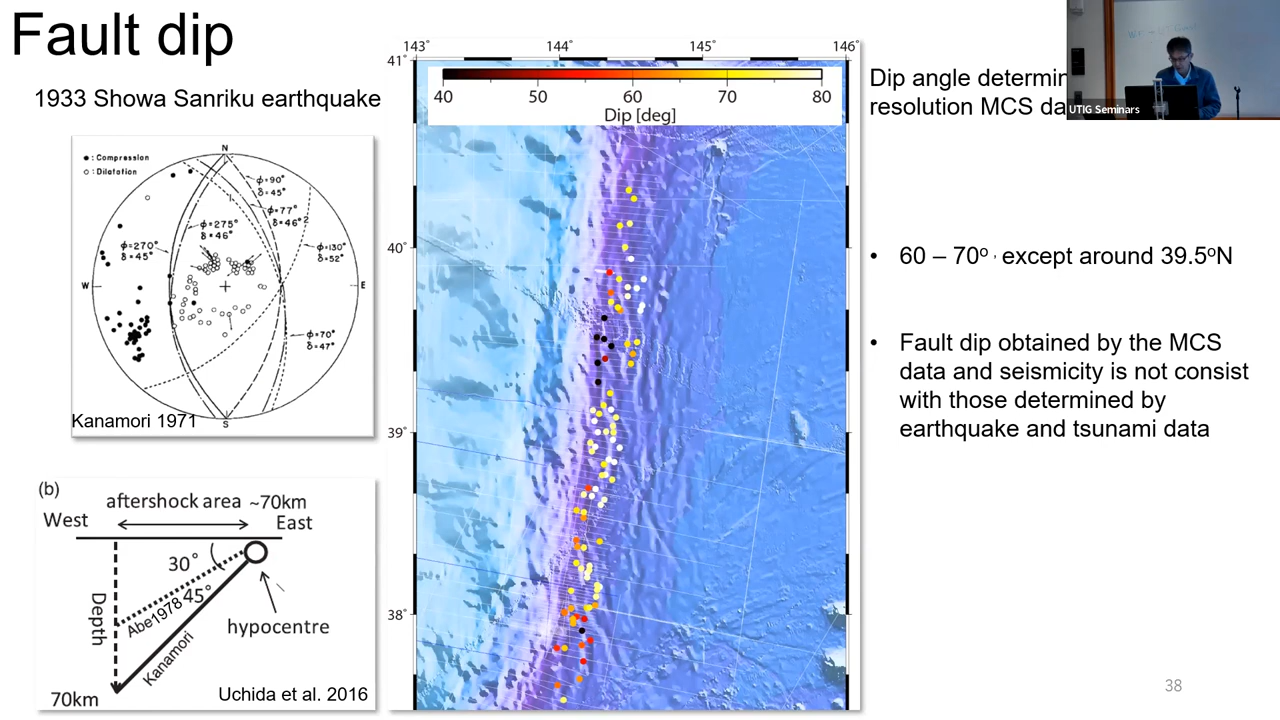 Fault dip
1933 Showa Sanriku earthquake
● : Compression
○ : Dilatation
N
ϕ=90°
δ=45°
ϕ=77°
δ=46°
ϕ=275°
δ=46°
ϕ=270°
δ=45°
ϕ=130°
δ=52°
W
E
ϕ=70°
δ=47°
S
Kanamori 1971
(b)
aftershock area ~70km
West
East
30°
45°
Depth
Abe1978
Kanamori
hypocentre
70km
Uchida et al. 2016
143°
144°
145°
146°
41°
40
50
60
70
80
Dip [deg]
40°
39°
38°
Dip angle determin
resolution MCS da
UTIG Seminars
• 60 – 70º , except around 39.5ºN
• Fault dip obtained by the MCS
data and seismicity is not consist
with those determined by
earthquake and tsunami data
38